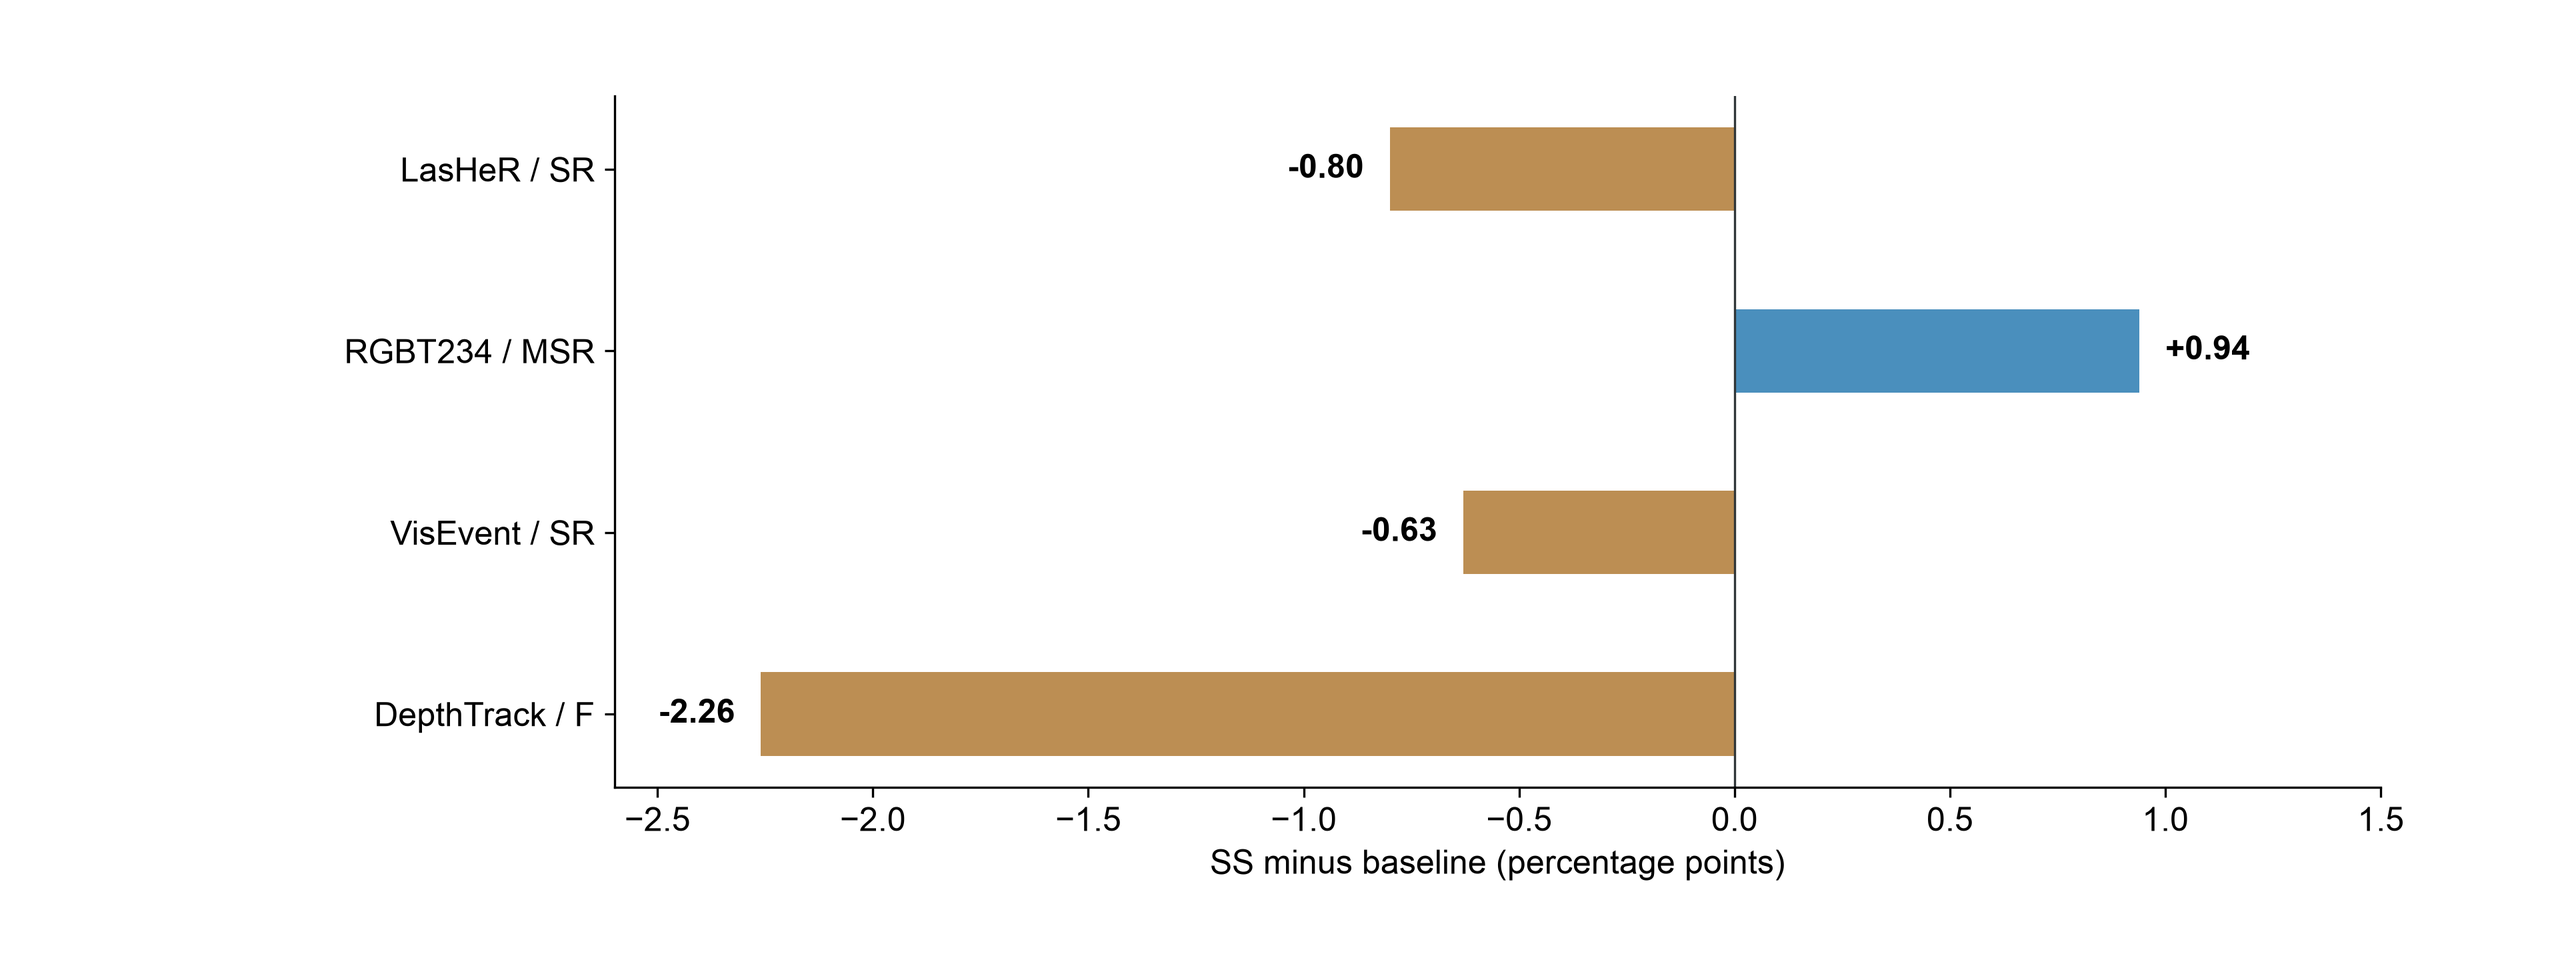 LasHeR / SR
-0.80
RGBT234 / MSR
+0.94
VisEvent / SR
-0.63
DepthTrack / F
-2.26
−2.5 −2.0 −1.5 −1.0 −0.5 0.0 0.5 1.0 1.5
SS minus baseline (percentage points)